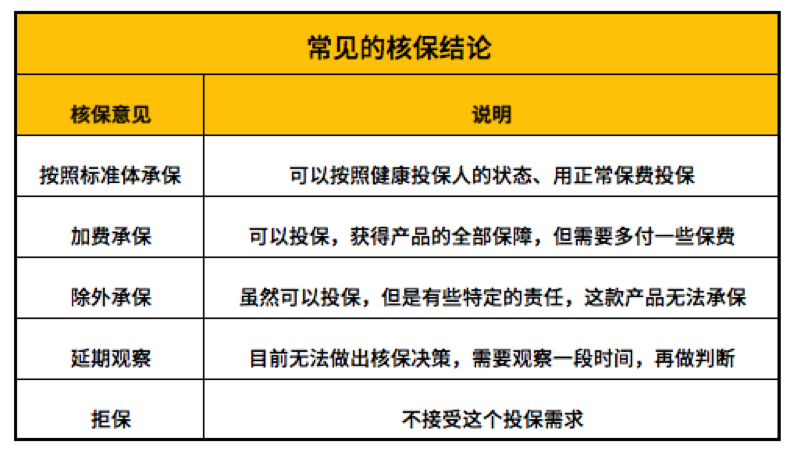 常见的核保结论
核保意见 说明
按照标准体承保 可以按照健康投保人的状态、用正常保费投保
加费承保 可以投保，获得产品的全部保障，但需要多付一些保费
除外承保 虽然可以投保，但是有些特定的责任，这款产品无法承保
延期观察 目前无法做出核保决策，需要观察一段时间，再做判断
拒保 不接受这个投保需求